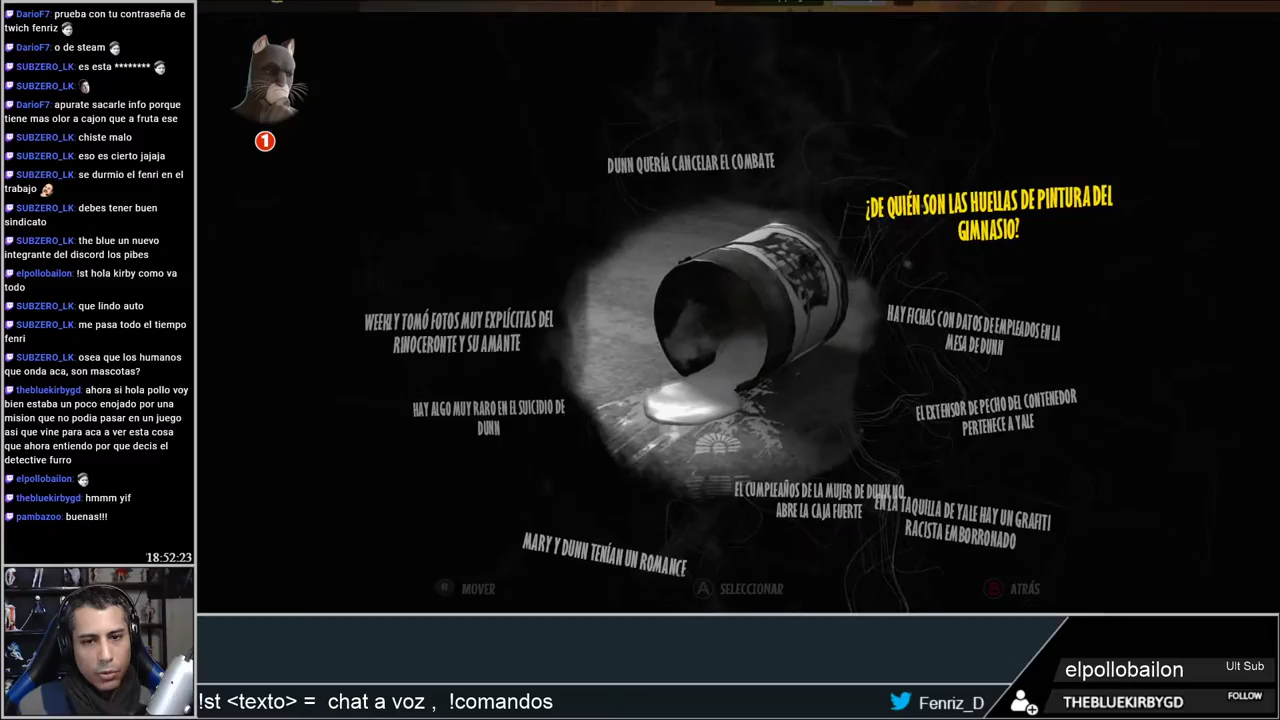 DarioF7: prueba con tu contraseña de
twich fenriz
DarioF7: o de steam
SUBZERO_LK: es esta ********
SUBZERO_LK:
DarioF7: apurate sacarle info porque
tiene mas olor a cajon que a fruta ese
SUBZERO_LK: chiste malo
SUBZERO_LK: eso es cierto jajaja
SUBZERO_LK: se durmio el fenri en el
trabajo
SUBZERO_LK: debes tener buen
sindicato
SUBZERO_LK: the blue un nuevo
integrante del discord los pibes
elpollobailon: !st hola kirby como va
todo
SUBZERO_LK: que lindo auto
SUBZERO_LK: me pasa todo el tiempo
fenri
SUBZERO_LK: osea que los humanos
que onda aca, son mascotas?
thebluekirbygd: ahora si hola pollo voy
bien estaba un poco enojado por una
mision que no podia pasar en un juego
asi que vine para aca a ver esta cosa
que ahora entiendo por que decis el
detective furro
elpollobailon:
thebluekirbygd: hmmm yif
pambazoo: buenas!!!
18:52:23
1
DUNN QUERÍA CANCELAR EL COMBATE
¿DE QUIÉN SON LAS HUELLAS DE PINTURA DEL
GIMNASIO?
WEEKLY TOMÓ FOTOS MUY EXPLÍCITAS DEL
RINOCERONTE Y SU AMANTE
HAY FICHAS CON DATOS DE EMPLEADOS EN LA
MESA DE DUNN
HAY ALGO MUY RARO EN EL SUICIDIO DE
DUNN
EL EXTENSOR DE PECHO DEL CONTENEDOR
PERTENECE A YALE
EL CUMPLEAÑOS DE LA MUJER DE DUNN NO
ABRE LA CAJA FUERTE
EN LA TAQUILLA DE YALE HAY UN GRAFITI
RACISTA EMBORRONADO
MARY Y DUNN TENÍAN UN ROMANCE
R MOVER
A SELECCIONAR
B ATRÁS
elpollobailon Ult Sub
!st <texto> = chat a voz , !comandos
Fenriz_D
THEBLUEKIRBYGD FOLLOW